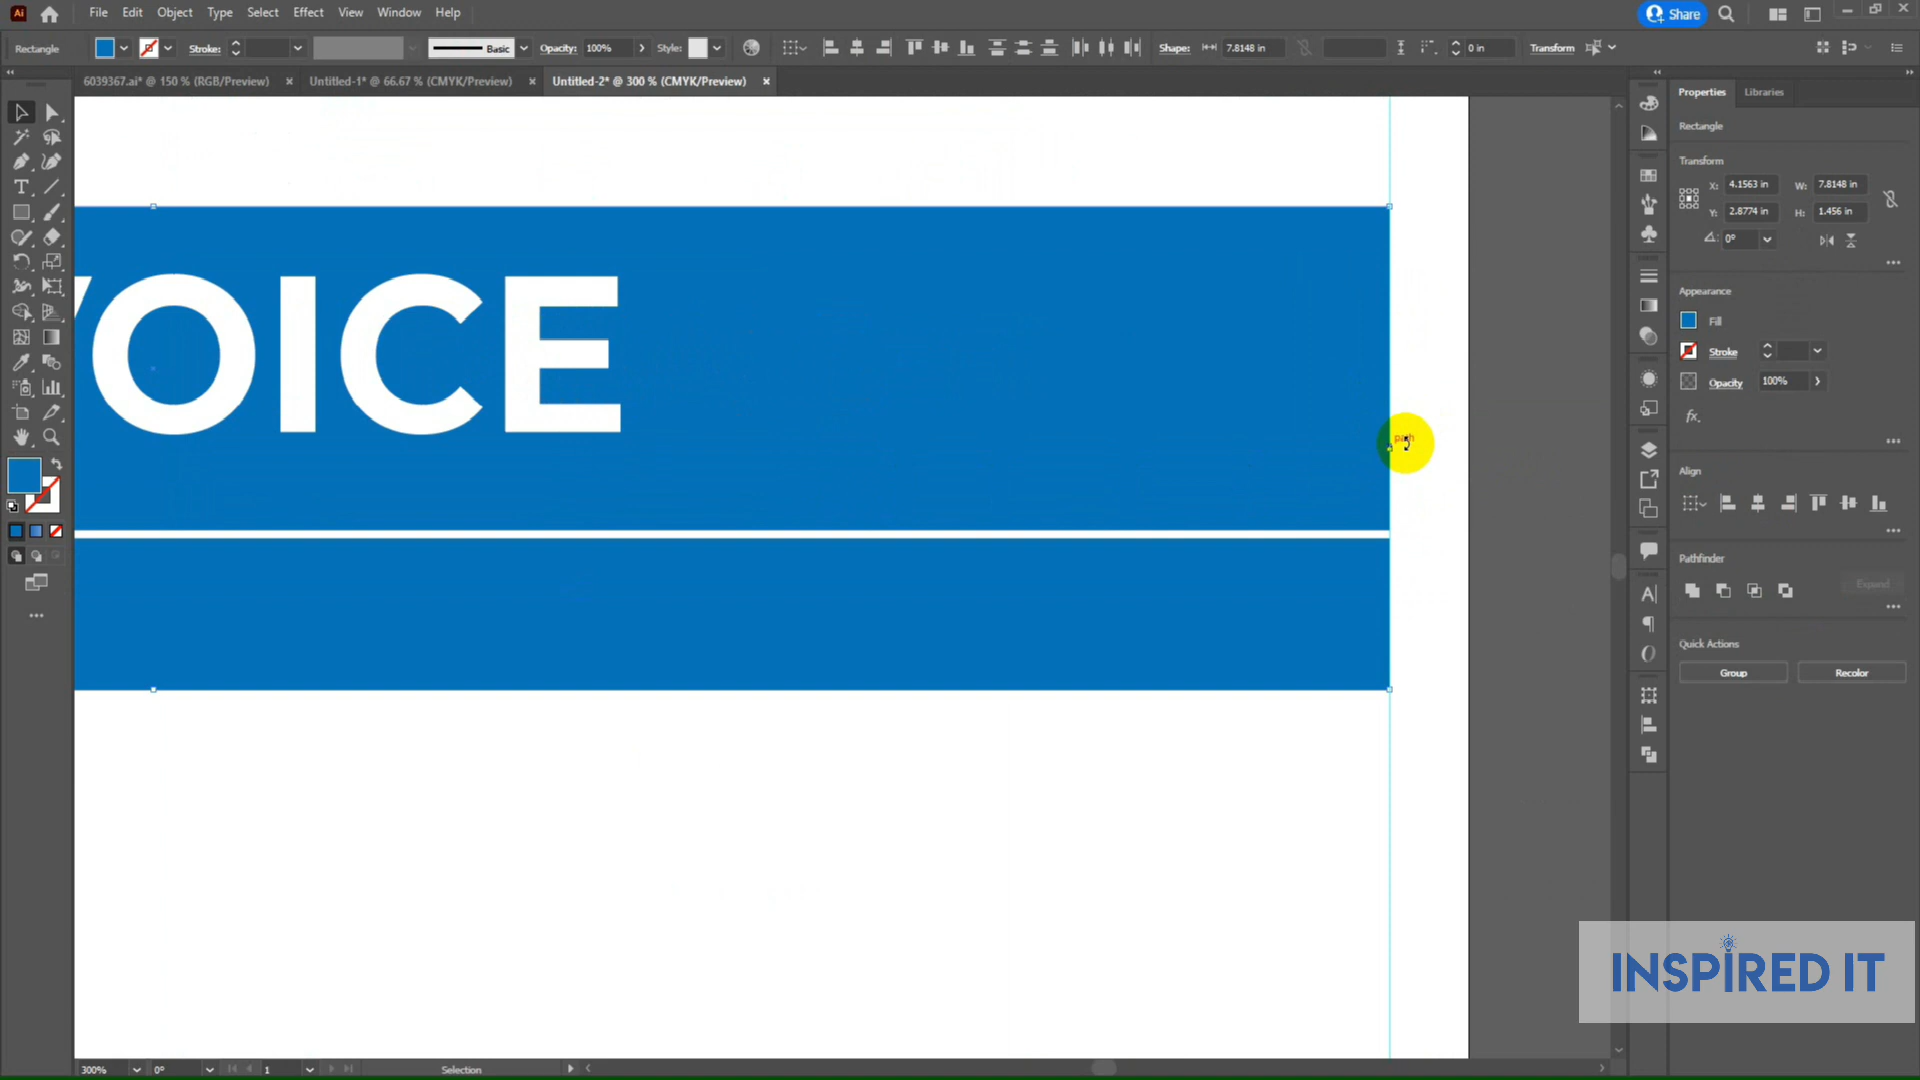 Ai File Edit Object Type Select Effect View Window Help Share
Rectangle Stroke: Basic Opacity: 100% Style: Shape: 7.8148 in 0 in Transform
6039367.ai* @ 150 % (RGB/Preview) Untitled-1* @ 66.67 % (CMYK/Preview) Untitled-2* @ 300 % (CMYK/Preview)
Properties Libraries
Rectangle
Transform
X: 4.1563 in W: 7.8148 in
Y: 2.8774 in H: 1.456 in
0°
Appearance
Fill
Stroke
Opacity 100%
fx.
Align
Pathfinder
Expand
Quick Actions
Group Recolor
VOICE
path
INSPIRED IT
300% 0° 1 Selection